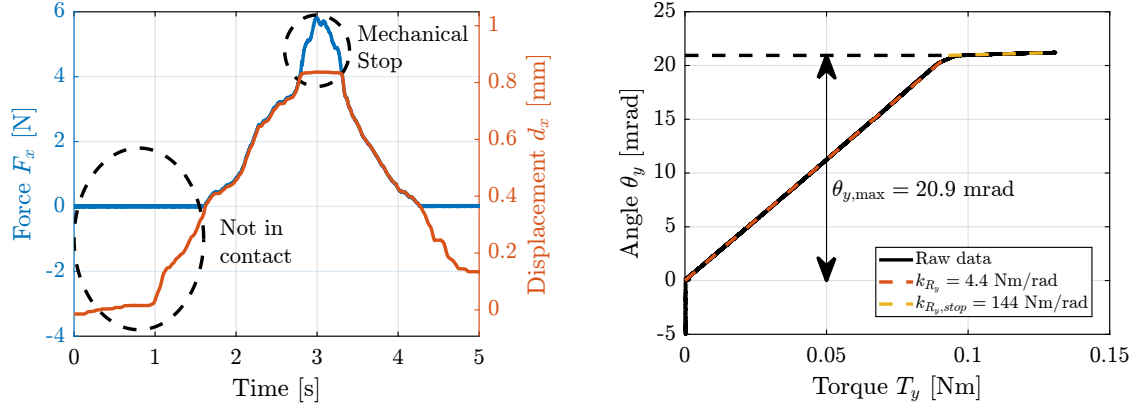 6
4
2
0
-2
-4
Force F_x [N]
0
1
2
3
4
5
Time [s]
1
0.8
0.6
0.4
0.2
0
Displacement d_x [mm]
Mechanical
Stop
Not in
contact
25
20
15
10
5
0
-5
Angle θ_y [mrad]
0
0.05
0.1
0.15
Torque T_y [Nm]
θ_{y,max} = 20.9 mrad
Raw data
k_{R_y} = 4.4 Nm/rad
k_{R_y,stop} = 144 Nm/rad